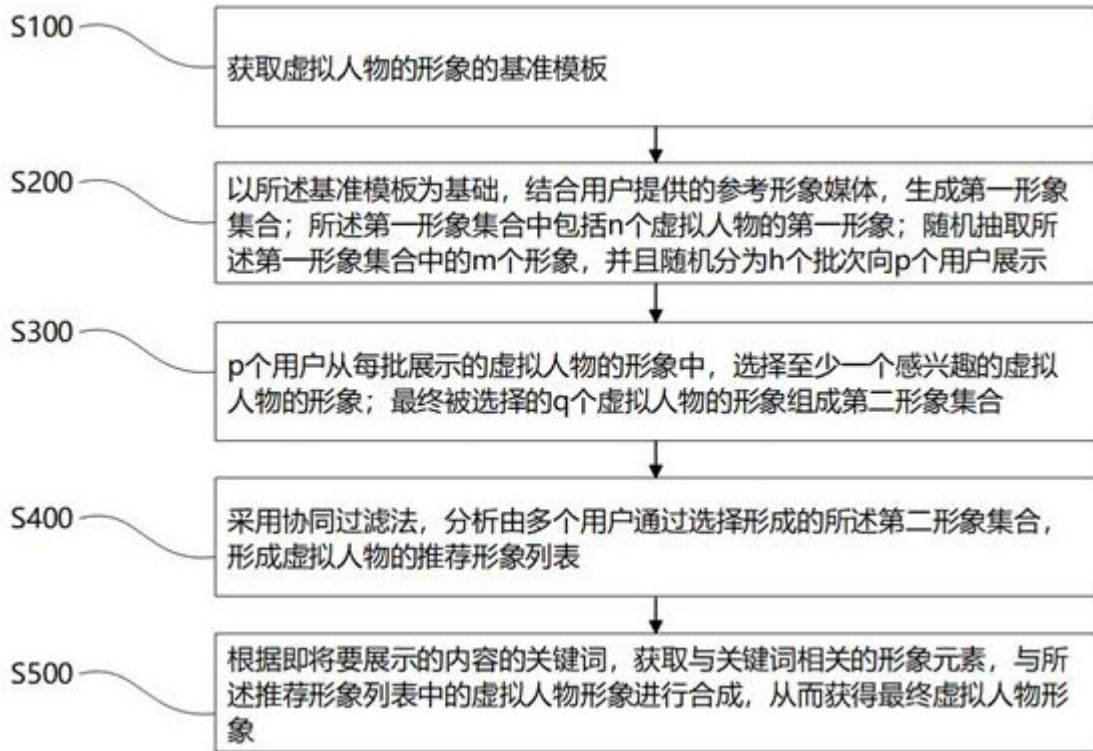 S100
获取虚拟人物的形象的基准模板
S200
以所述基准模板为基础，结合用户提供的参考形象媒体，生成第一形象
集合；所述第一形象集合中包括n个虚拟人物的第一形象；随机抽取所
述第一形象集合中的m个形象，并且随机分为h个批次向p个用户展示
S300
p个用户从每批展示的虚拟人物的形象中，选择至少一个感兴趣的虚拟
人物的形象；最终被选择的q个虚拟人物的形象组成第二形象集合
S400
采用协同过滤法，分析由多个用户通过选择形成的所述第二形象集合，
形成虚拟人物的推荐形象列表
S500
根据即将要展示的内容的关键词，获取与关键词相关的形象元素，与所
述推荐形象列表中的虚拟人物形象进行合成，从而获得最终虚拟人物形
象